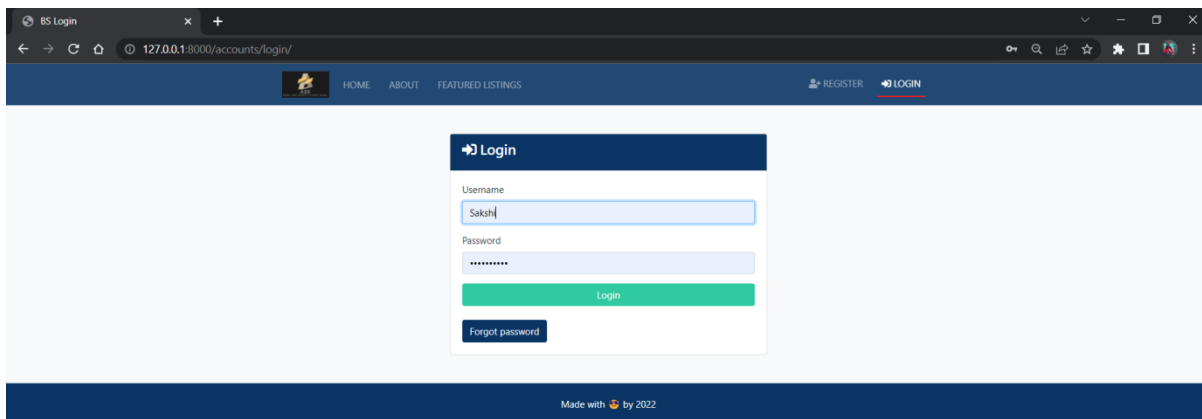 BS Login
127.0.0.1:8000/accounts/login/
HOME ABOUT FEATURED LISTINGS REGISTER LOGIN
Login
Username
Sakshi
Password
••••••••••
Login
Forgot password
Made with 😎 by 2022